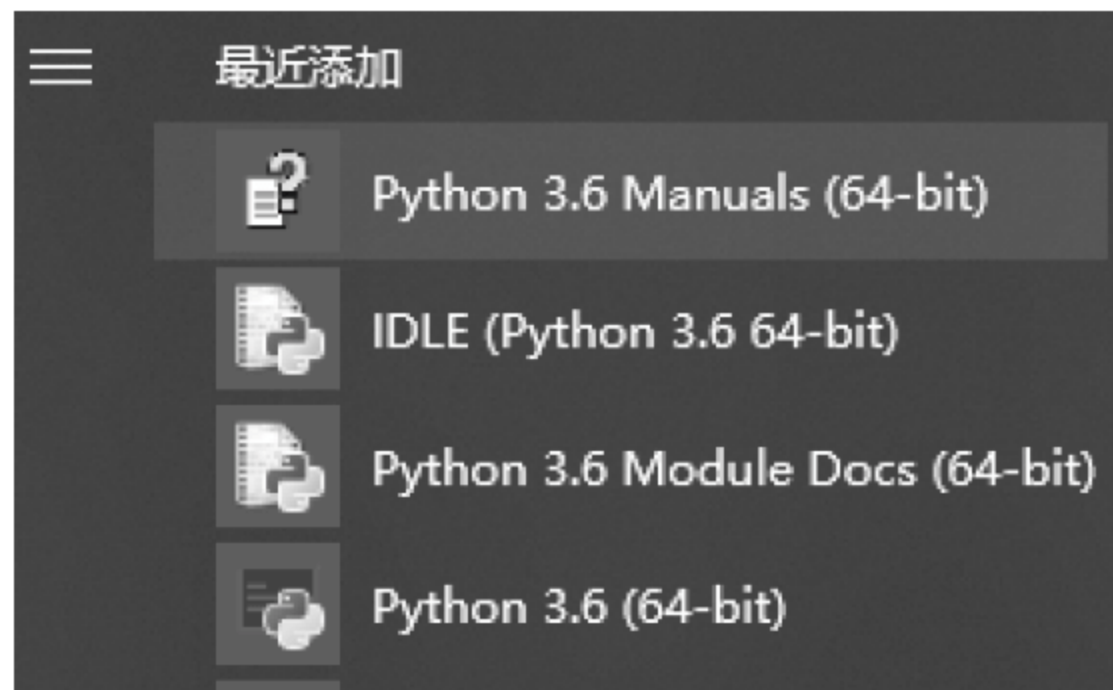 最近添加
Python 3.6 Manuals (64-bit)
IDLE (Python 3.6 64-bit)
Python 3.6 Module Docs (64-bit)
Python 3.6 (64-bit)